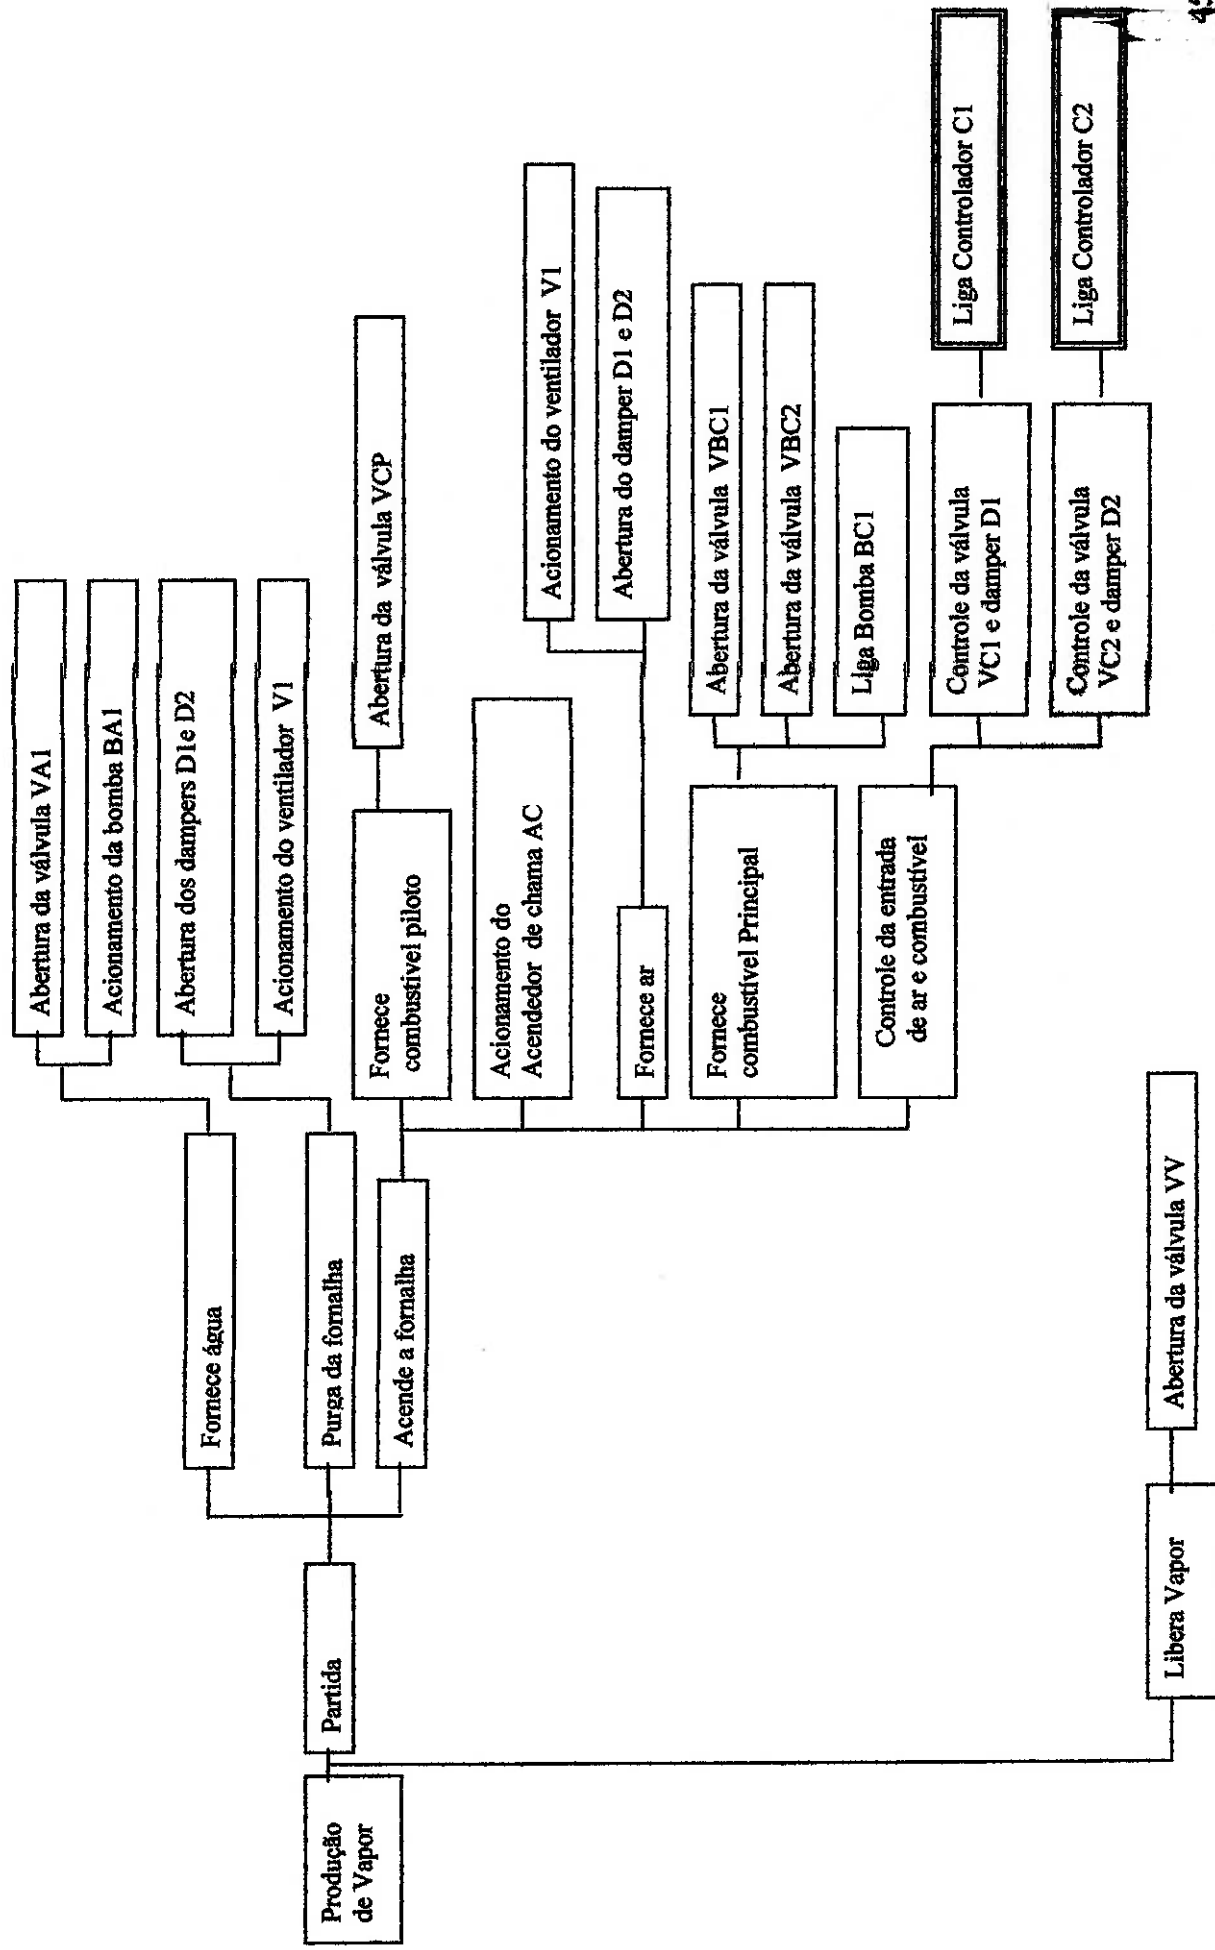 Produção
de Vapor
Partida
Fornece água
Abertura da válvula VA1
Acionamento da bomba BA1
Purga da fornalha
Abertura dos dampers D1e D2
Acionamento do ventilador V1
Acende a fornalha
Fornece
combustível piloto
Abertura da válvula VCP
Acionamento do
Acendedor de chama AC
Fornece ar
Acionamento do ventilador V1
Abertura do damper D1 e D2
Fornece
combustível Principal
Abertura da válvula VBC1
Abertura da válvula VBC2
Liga Bomba BC1
Controle da entrada
de ar e combustível
Controle da válvula
VC1 e damper D1
Liga Controlador C1
Controle da válvula
VC2 e damper D2
Liga Controlador C2
Libera Vapor
Abertura da válvula VV